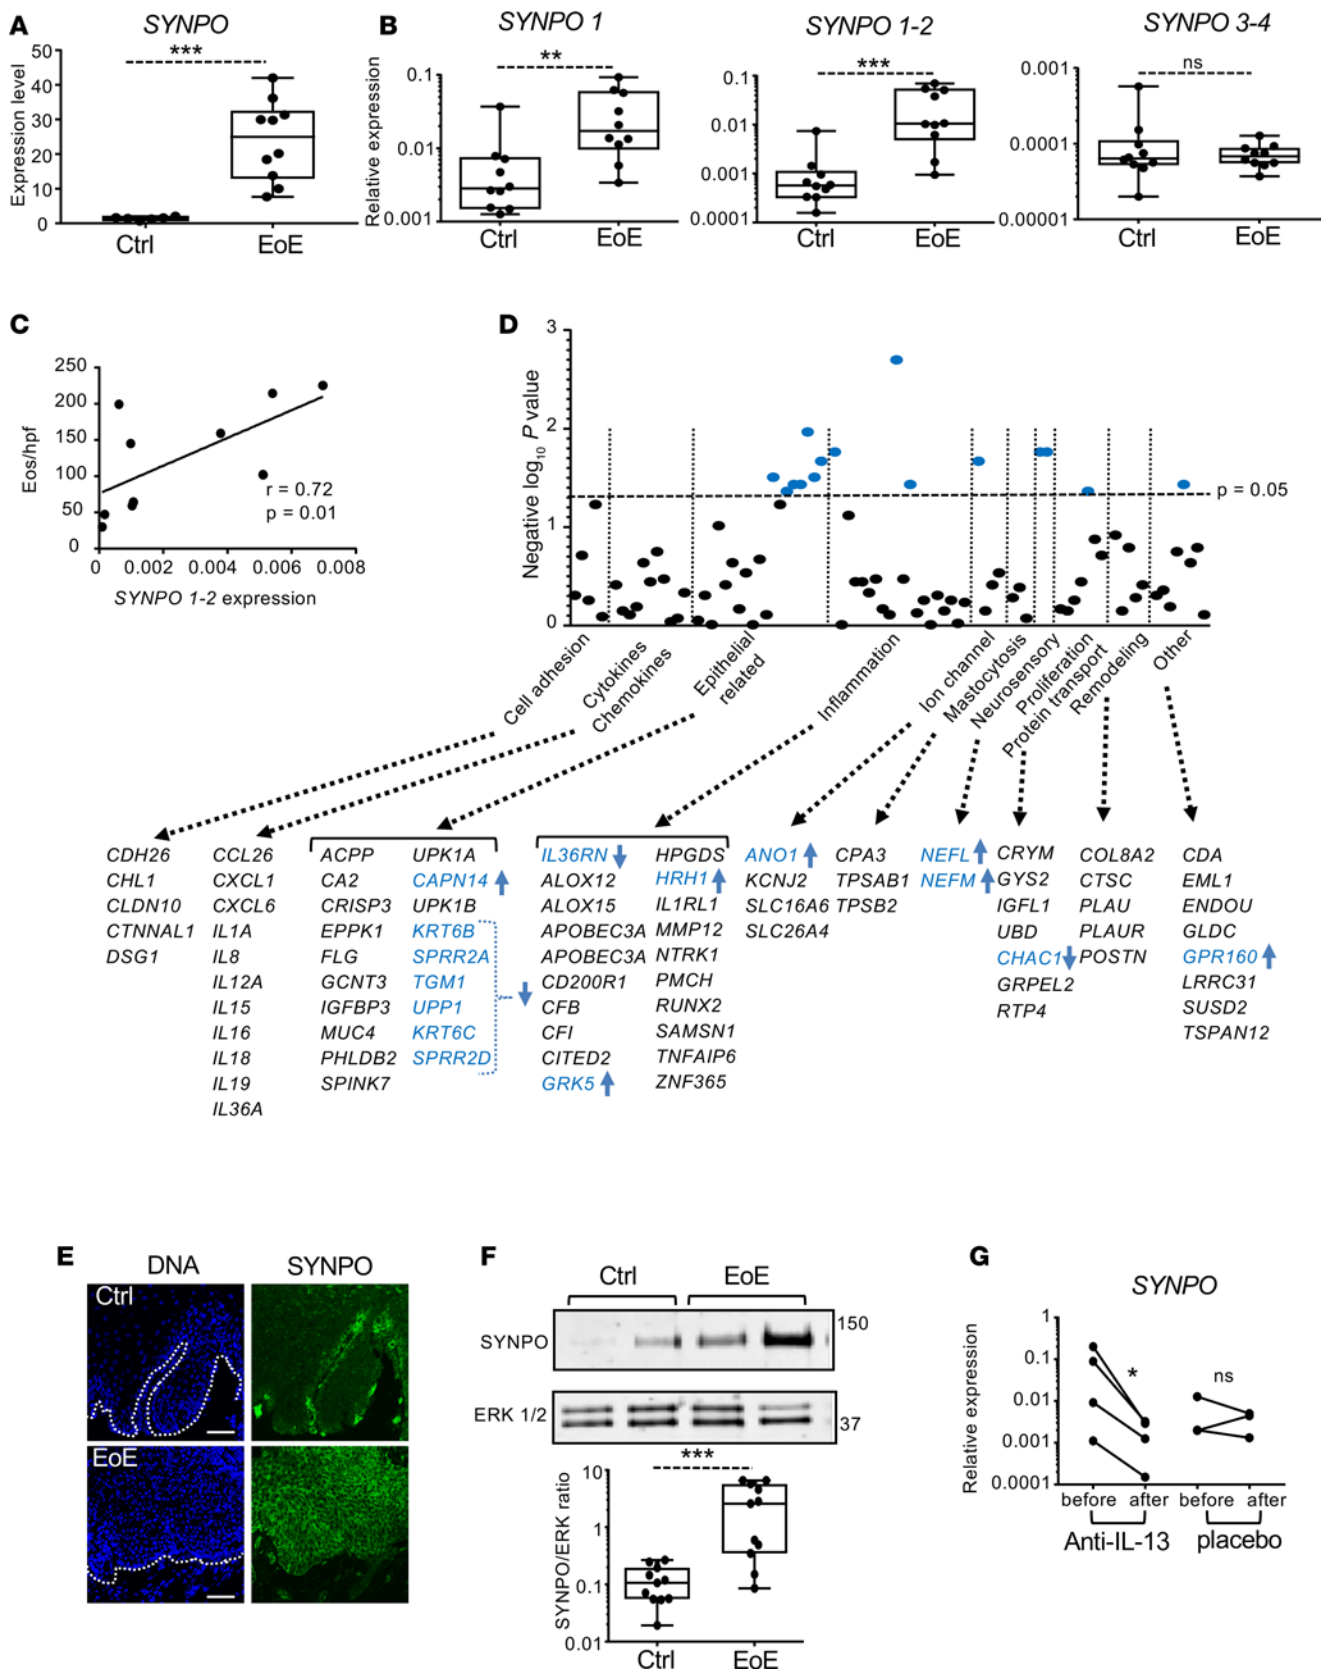 A
SYNPO
***
Expression level
50
40
30
20
10
0
Ctrl
EoE
B
SYNPO 1
**
Relative expression
0.1
0.01
0.001
Ctrl
EoE
SYNPO 1-2
***
0.1
0.01
0.001
0.0001
Ctrl
EoE
SYNPO 3-4
ns
0.001
0.0001
0.00001
Ctrl
EoE
C
Eos/hpf
250
200
150
100
50
0
r = 0.72
p = 0.01
0 0.002 0.004 0.006 0.008
SYNPO 1-2 expression
D
Negative log10 P value
3
2
1
0
p = 0.05
Cell adhesion
Cytokines
Chemokines
Epithelial
related
Inflammation
Ion channel
Mastocytosis
Neurosensory
Proliferation
Protein transport
Remodeling
Other
CDH26
CHL1
CLDN10
CTNNAL1
DSG1
CCL26
CXCL1
CXCL6
IL1A
IL8
IL12A
IL15
IL16
IL18
IL19
IL36A
ACPP
CA2
CRISP3
EPPK1
FLG
GCNT3
IGFBP3
MUC4
PHLDB2
SPINK7
UPK1A
CAPN14
UPK1B
KRT6B
SPRR2A
TGM1
UPP1
KRT6C
SPRR2D
IL36RN
ALOX12
ALOX15
APOBEC3A
APOBEC3A
CD200R1
CFB
CFI
CITED2
GRK5
HPGDS
HRH1
IL1RL1
MMP12
NTRK1
PMCH
RUNX2
SAMSN1
TNFAIP6
ZNF365
ANO1
KCNJ2
SLC16A6
SLC26A4
CPA3
TPSAB1
TPSB2
NEFL
NEFM
CRYM
GYS2
IGFL1
UBD
CHAC1
GRPEL2
RTP4
COL8A2
CTSC
PLAU
PLAUR
POSTN
CDA
EML1
ENDOU
GLDC
GPR160
LRRC31
SUSD2
TSPAN12
E
DNA SYNPO
Ctrl
EoE
F
Ctrl EoE
SYNPO
150
ERK 1/2
37
***
SYNPO/ERK ratio
10
1
0.1
0.01
Ctrl
EoE
G
SYNPO
Relative expression
1
0.1
0.01
0.001
0.0001
*
ns
before after before after
Anti-IL-13 placebo